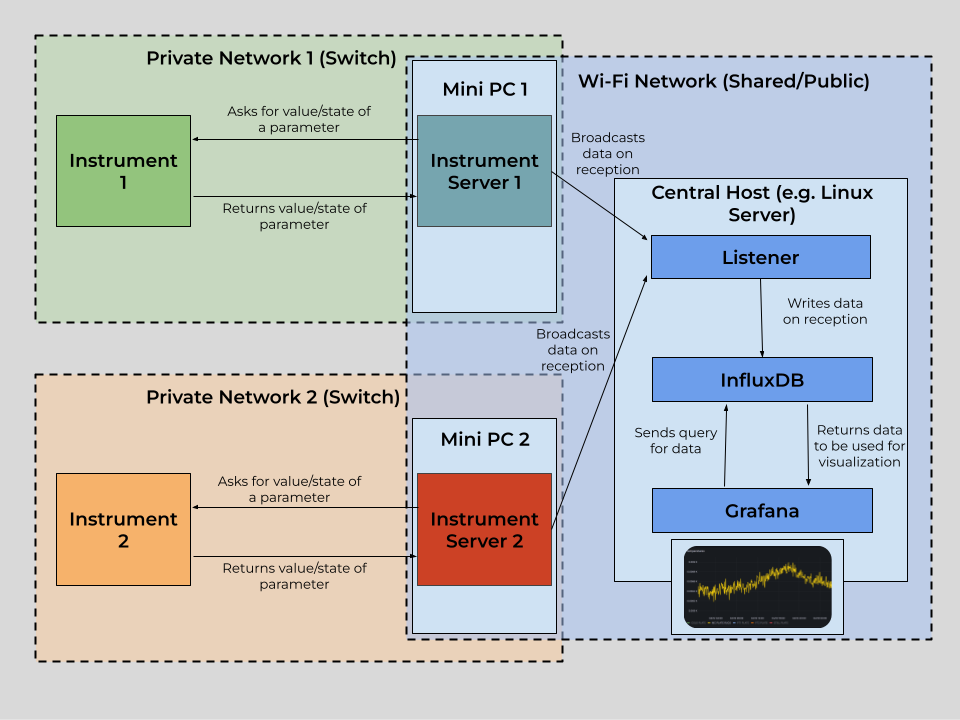 Private Network 1 (Switch)
Wi-Fi Network (Shared/Public)
Mini PC 1
Asks for value/state of
a parameter
Instrument
1
Instrument
Server 1
Returns value/state of
parameter
Broadcasts
data on
reception
Central Host (e.g. Linux
Server)
Listener
Writes data
on reception
Broadcasts
data on
reception
InfluxDB
Sends query
for data
Returns data
to be used for
visualization
Grafana
Private Network 2 (Switch)
Mini PC 2
Asks for value/state of
a parameter
Instrument
2
Instrument
Server 2
Returns value/state of
parameter